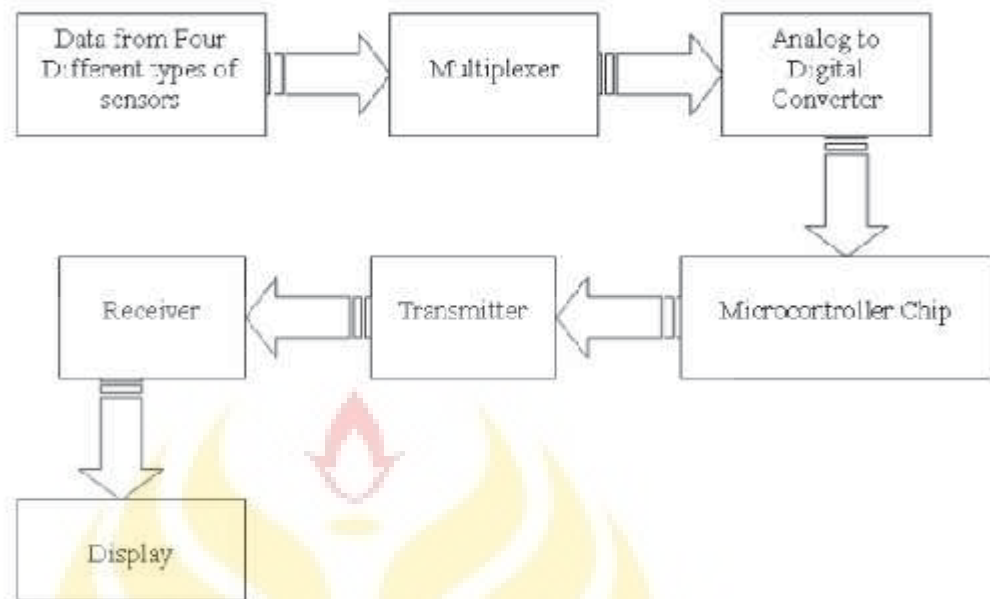 Data from Four
Different types of
sensors
Multiplexer
Analog to
Digital
Converter
Microcontroller Chip
Transmitter
Receiver
Display